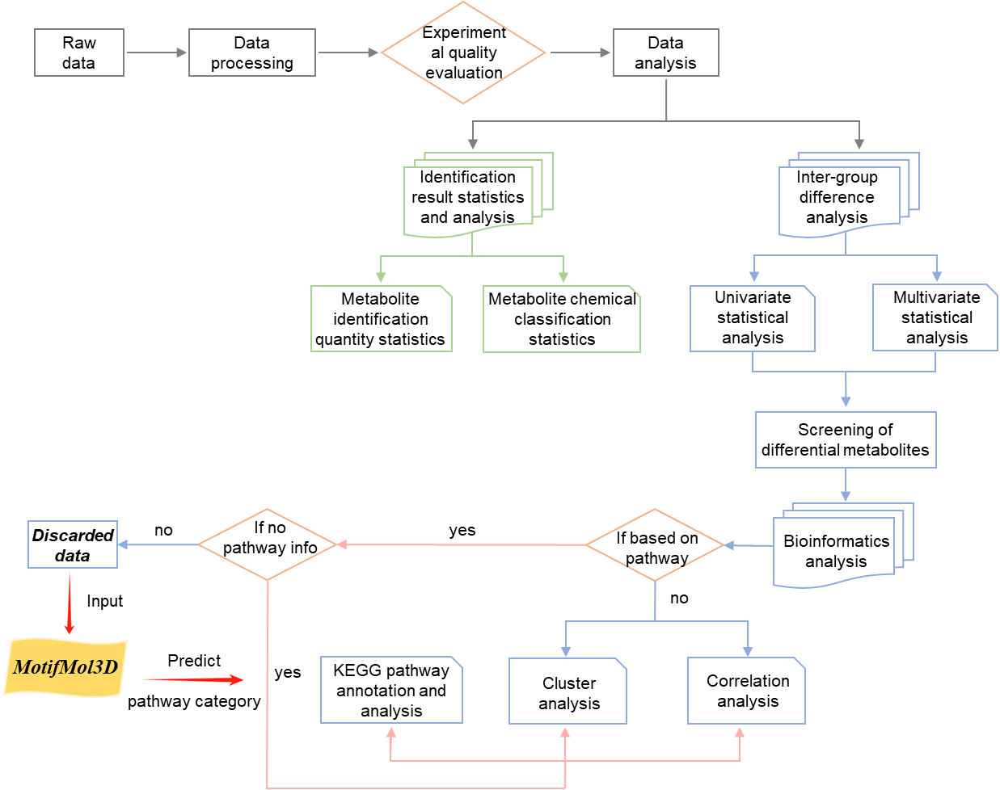 Raw
data
Data
processing
Experiment
al quality
evaluation
Data
analysis
Identification
result statistics
and analysis
Inter-group
difference
analysis
Metabolite
identification
quantity statistics
Metabolite chemical
classification
statistics
Univariate
statistical
analysis
Multivariate
statistical
analysis
Screening of
differential metabolites
Bioinformatics
analysis
If based on
pathway
yes
If no
pathway info
no
Discarded
data
no
Input
MotifMol3D
Predict
pathway category
yes
KEGG pathway
annotation and
analysis
Cluster
analysis
Correlation
analysis